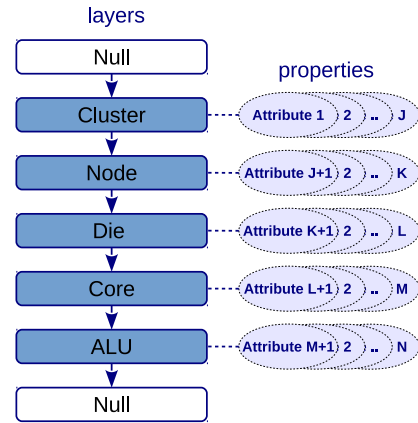 layers
Null
properties
Cluster
Attribute 1 2 .. J
Node
Attribute J+1 2 .. K
Die
Attribute K+1 2 .. L
Core
Attribute L+1 2 .. M
ALU
Attribute M+1 2 .. N
Null